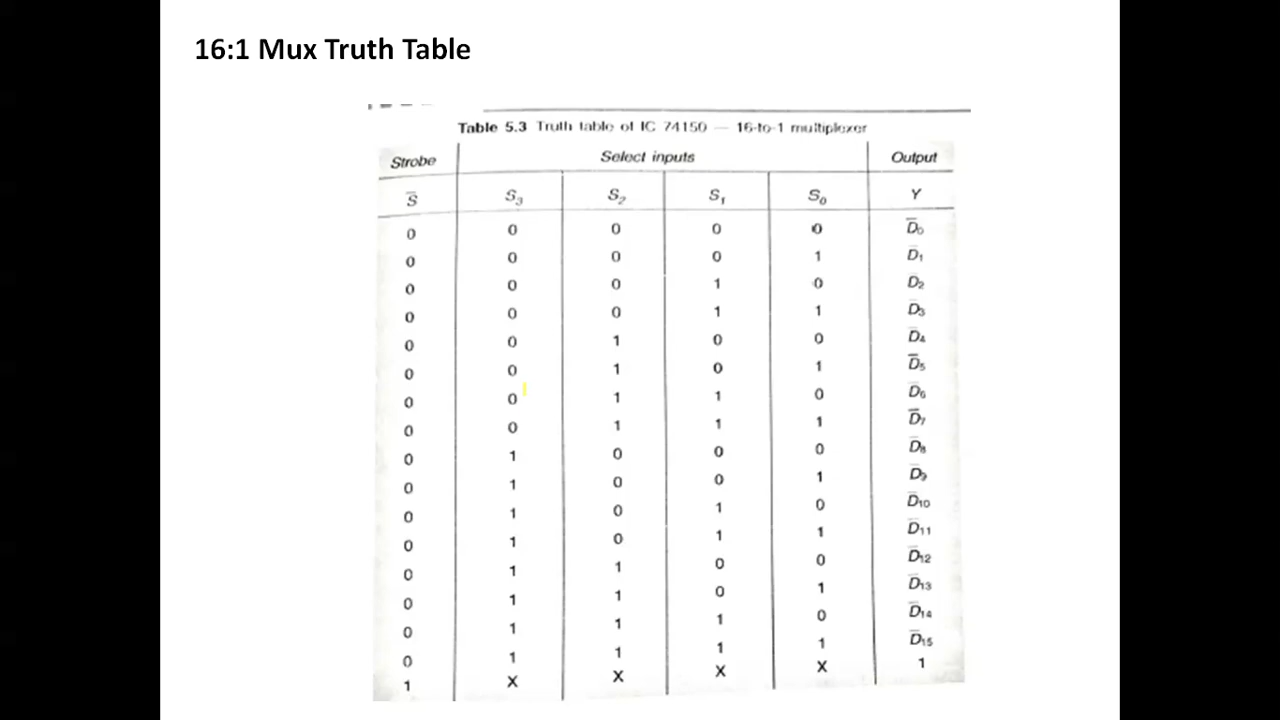 16:1 Mux Truth Table
Table 5.3 Truth table of IC 74150 — 16-to-1 multiplexer
Strobe Select inputs Output
S̅ S₃ S₂ S₁ S₀ Y
0 0 0 0 0 D̅₀
0 0 0 0 1 D̅₁
0 0 0 1 0 D̅₂
0 0 0 1 1 D̅₃
0 0 1 0 0 D̅₄
0 0 1 0 1 D̅₅
0 0 1 1 0 D̅₆
0 0 1 1 1 D̅₇
0 1 0 0 0 D̅₈
0 1 0 0 1 D̅₉
0 1 0 1 0 D̅₁₀
0 1 0 1 1 D̅₁₁
0 1 1 0 0 D̅₁₂
0 1 1 0 1 D̅₁₃
0 1 1 1 0 D̅₁₄
0 1 1 1 1 D̅₁₅
1 X X X X 1